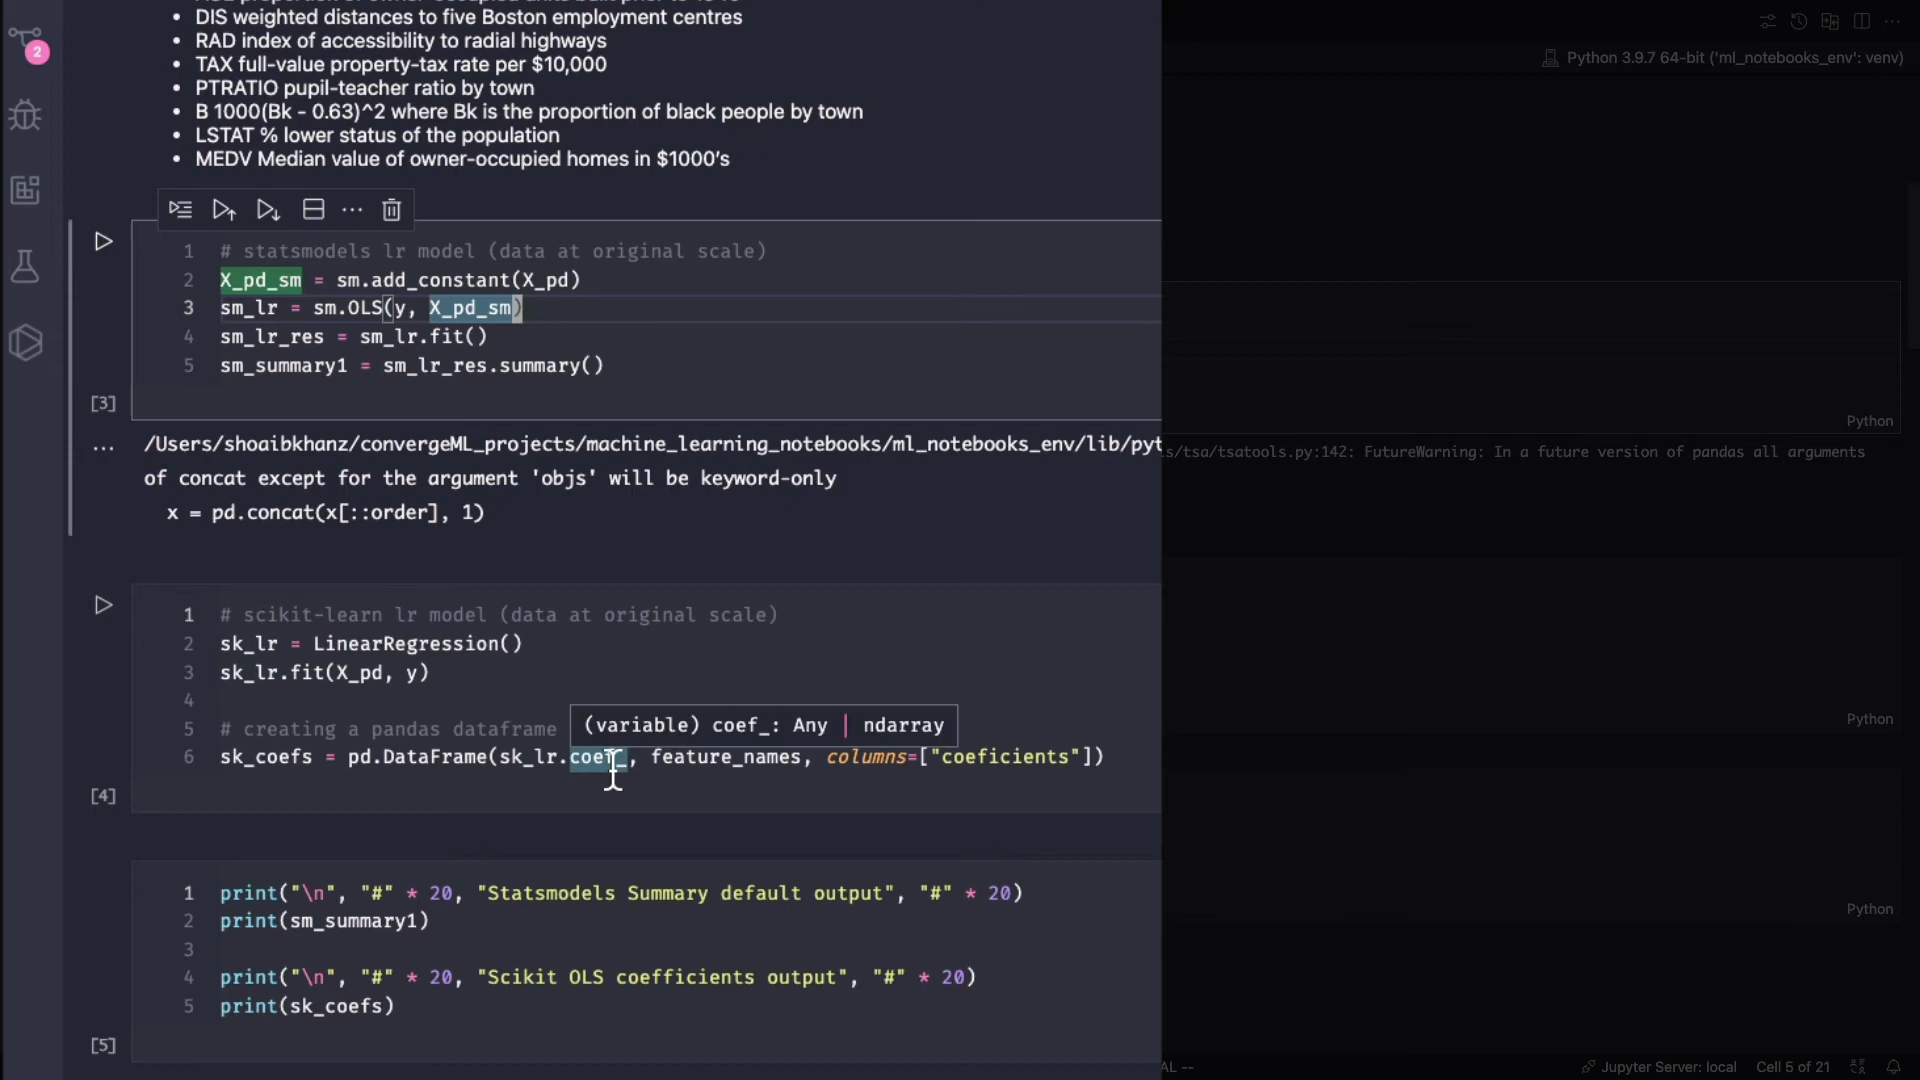 2
• DIS weighted distances to five Boston employment centres
• RAD index of accessibility to radial highways
• TAX full-value property-tax rate per $10,000
• PTRATIO pupil-teacher ratio by town
• B 1000(Bk - 0.63)^2 where Bk is the proportion of black people by town
• LSTAT % lower status of the population
• MEDV Median value of owner-occupied homes in $1000's
Python 3.9.7 64-bit ('ml_notebooks_env': venv)
1 # statsmodels lr model (data at original scale)
2 X_pd_sm = sm.add_constant(X_pd)
3 sm_lr = sm.OLS(y, X_pd_sm)
4 sm_lr_res = sm_lr.fit()
5 sm_summary1 = sm_lr_res.summary()
[3]
Python
/Users/shoaibkhanz/convergeML_projects/machine_learning_notebooks/ml_notebooks_env/lib/pyt
s/tsa/tsatools.py:142: FutureWarning: In a future version of pandas all arguments
of concat except for the argument 'objs' will be keyword-only
x = pd.concat(x[::order], 1)
1 # scikit-learn lr model (data at original scale)
2 sk_lr = LinearRegression()
3 sk_lr.fit(X_pd, y)
4
5 # creating a pandas dataframe
(variable) coef_: Any | ndarray
6 sk_coefs = pd.DataFrame(sk_lr.coef_, feature_names, columns=["coeficients"])
[4]
Python
1 print("\n", "#" * 20, "Statsmodels Summary default output", "#" * 20)
2 print(sm_summary1)
3
4 print("\n", "#" * 20, "Scikit OLS coefficients output", "#" * 20)
5 print(sk_coefs)
[5]
Python
AL --
Jupyter Server: local
Cell 5 of 21